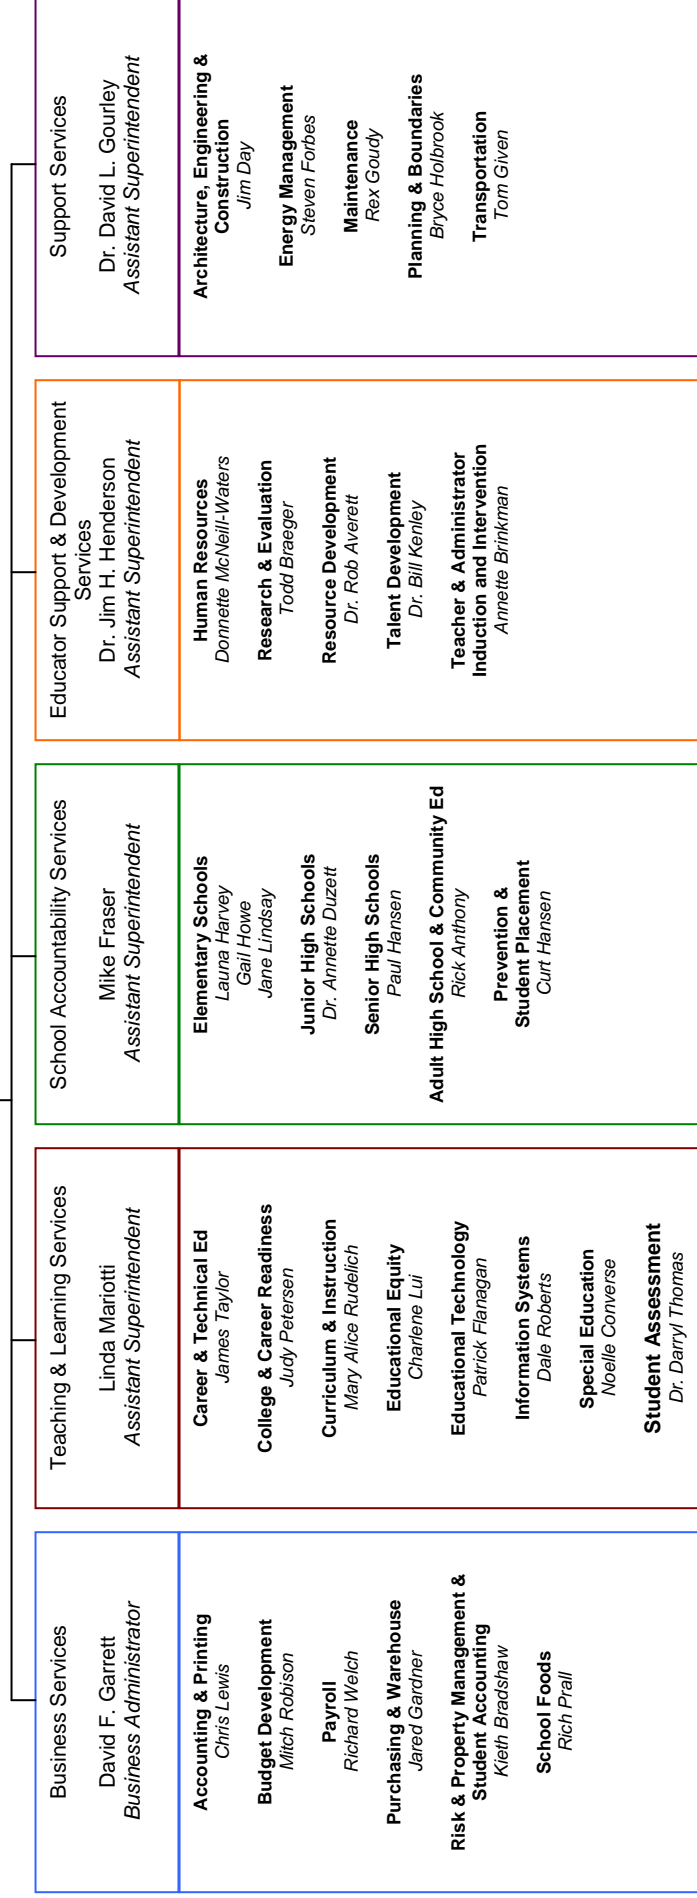 Business Services
David F. Garrett
Business Administrator
Accounting & Printing
Chris Lewis
Budget Development
Mitch Robison
Payroll
Richard Welch
Purchasing & Warehouse
Jared Gardner
Risk & Property Management &
Student Accounting
Kieth Bradshaw
School Foods
Rich Prall
Teaching & Learning Services
Linda Mariotti
Assistant Superintendent
Career & Technical Ed
James Taylor
College & Career Readiness
Judy Petersen
Curriculum & Instruction
Mary Alice Rudelich
Educational Equity
Charlene Lui
Educational Technology
Patrick Flanagan
Information Systems
Dale Roberts
Special Education
Noelle Converse
Student Assessment
Dr. Darryl Thomas
School Accountability Services
Mike Fraser
Assistant Superintendent
Elementary Schools
Launa Harvey
Gail Howe
Jane Lindsay
Junior High Schools
Dr. Annette Duzett
Senior High Schools
Paul Hansen
Adult High School & Community Ed
Rick Anthony
Prevention &
Student Placement
Curt Hansen
Educator Support & Development
Services
Dr. Jim H. Henderson
Assistant Superintendent
Human Resources
Donnette McNeill-Waters
Research & Evaluation
Todd Braeger
Resource Development
Dr. Rob Averett
Talent Development
Dr. Bill Kenley
Teacher & Administrator
Induction and Intervention
Annette Brinkman
Support Services
Dr. David L. Gourley
Assistant Superintendent
Architecture, Engineering &
Construction
Jim Day
Energy Management
Steven Forbes
Maintenance
Rex Goudy
Planning & Boundaries
Bryce Holbrook
Transportation
Tom Given